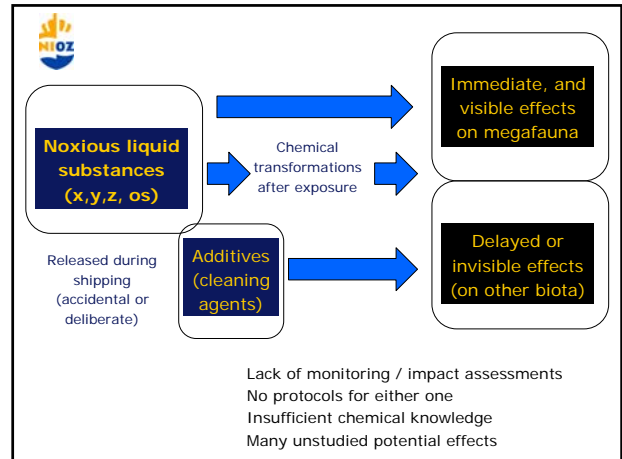 NIOZ
Noxious liquid
substances
(x,y,z, os)
Chemical
transformations
after exposure
Immediate, and
visible effects
on megafauna
Released during
shipping
(accidental or
deliberate)
Additives
(cleaning
agents)
Delayed or
invisible effects
(on other biota)
Lack of monitoring / impact assessments
No protocols for either one
Insufficient chemical knowledge
Many unstudied potential effects